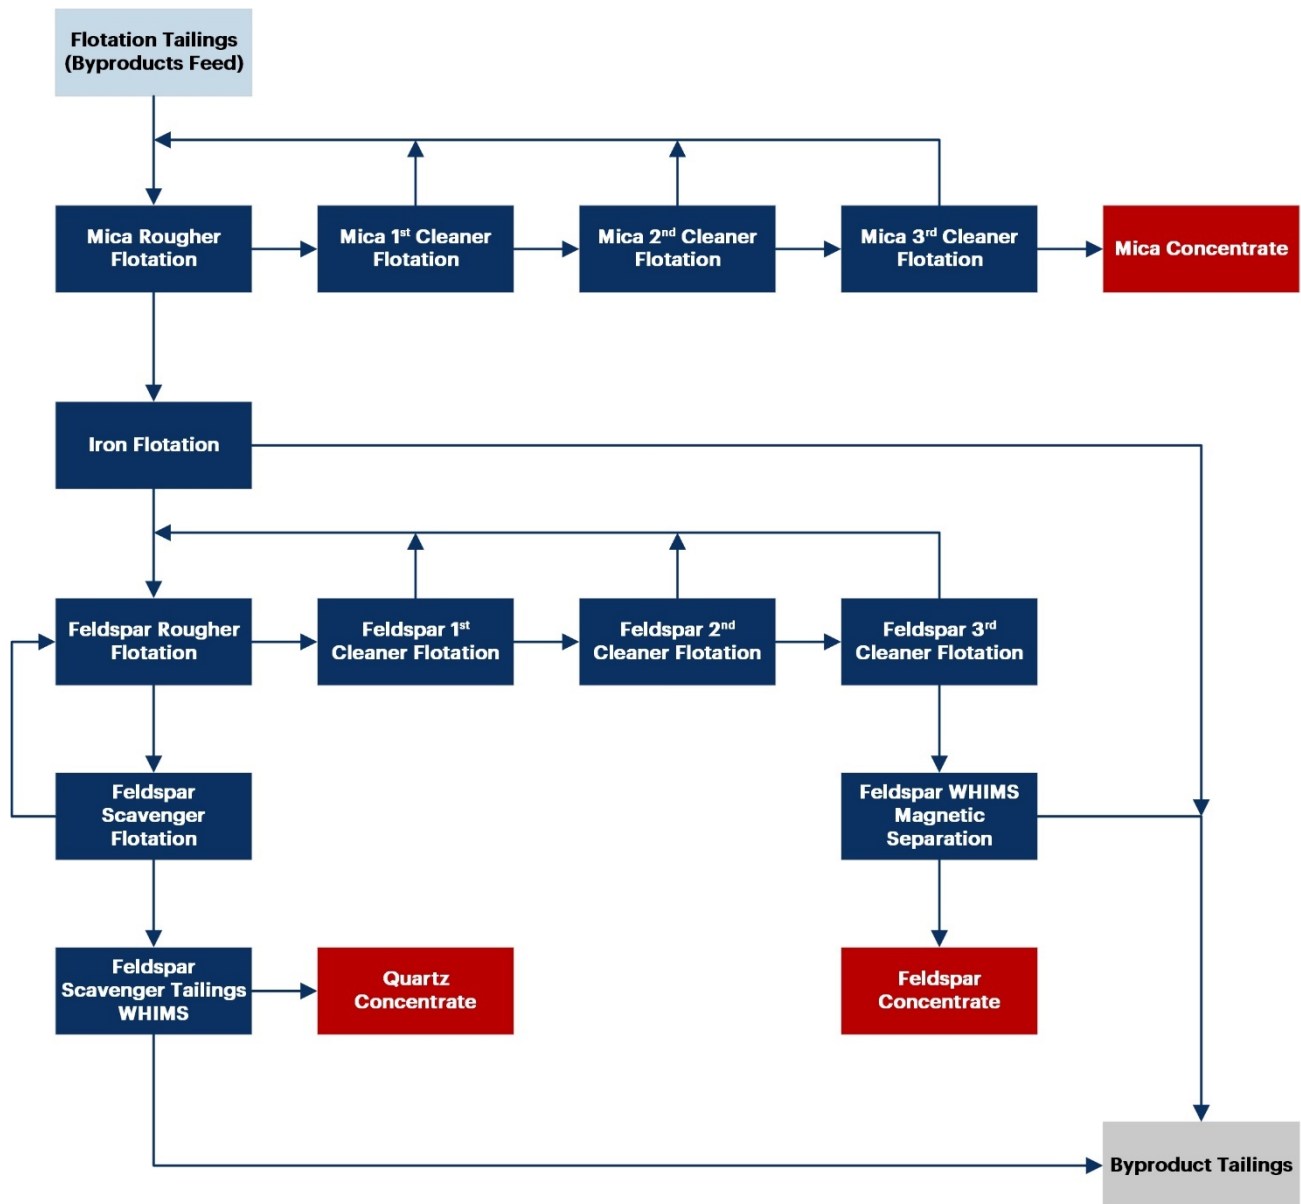 Flotation Tailings
(Byproducts Feed)
Mica Rougher
Flotation
Mica 1st Cleaner
Flotation
Mica 2nd Cleaner
Flotation
Mica 3rd Cleaner
Flotation
Mica Concentrate
Iron Flotation
Feldspar Rougher
Flotation
Feldspar 1st
Cleaner Flotation
Feldspar 2nd
Cleaner Flotation
Feldspar 3rd
Cleaner Flotation
Feldspar
Scavenger
Flotation
Feldspar WHIMS
Magnetic
Separation
Feldspar
Scavenger Tailings
WHIMS
Quartz
Concentrate
Feldspar
Concentrate
Byproduct Tailings